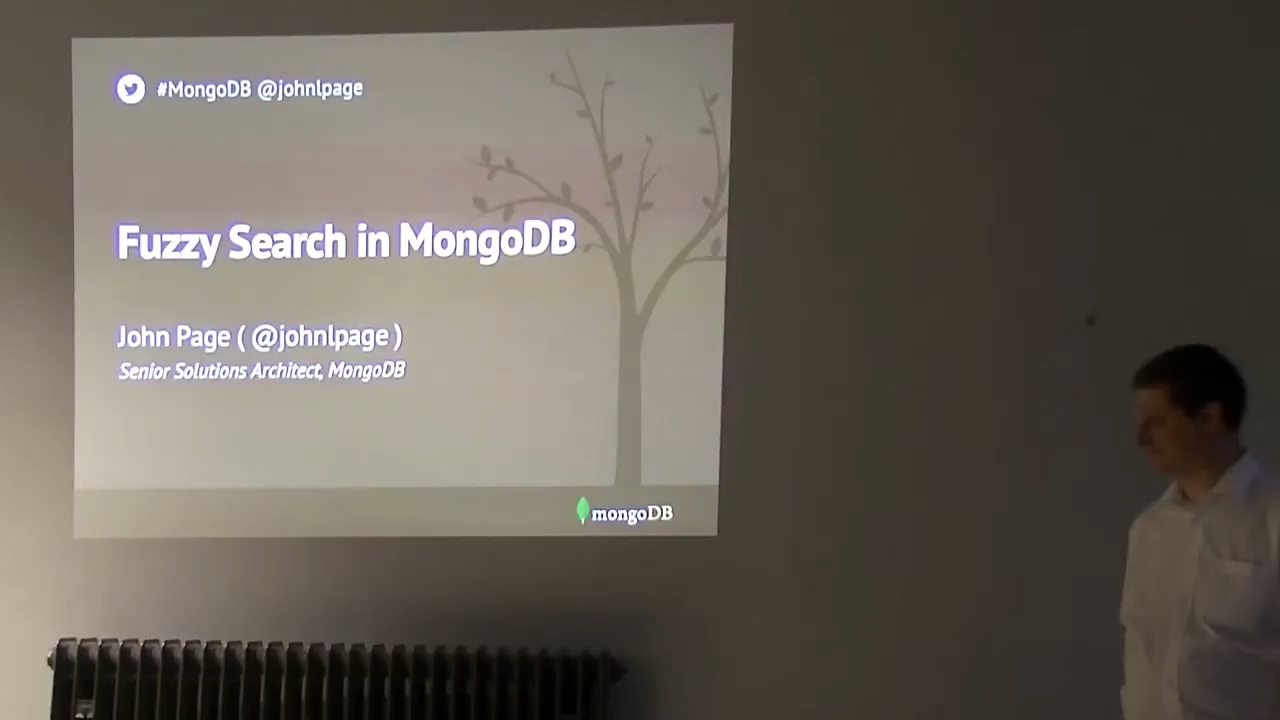 #MongoDB @johnlpage
Fuzzy Search in MongoDB
John Page ( @johnlpage )
Senior Solutions Architect, MongoDB
mongoDB